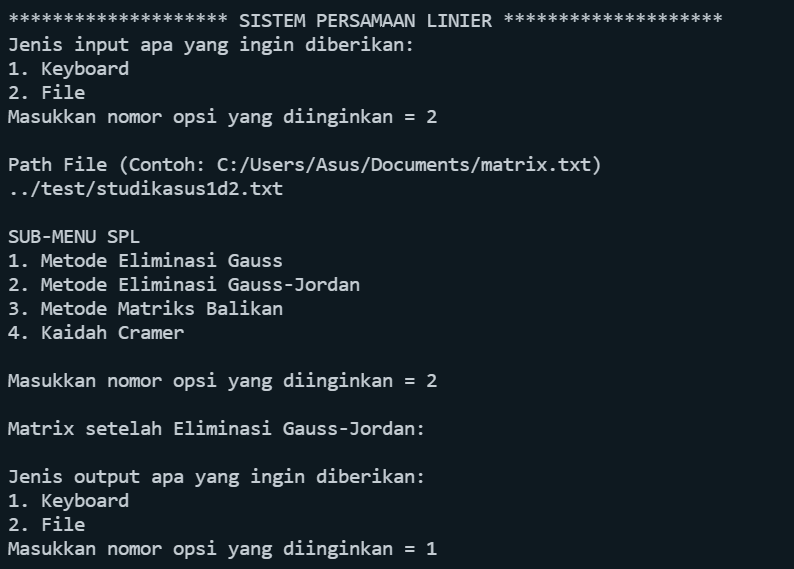 ******************** SISTEM PERSAMAAN LINIER ********************
Jenis input apa yang ingin diberikan:
1. Keyboard
2. File
Masukkan nomor opsi yang diinginkan = 2
Path File (Contoh: C:/Users/Asus/Documents/matrix.txt)
../test/studikasus1d2.txt
SUB-MENU SPL
1. Metode Eliminasi Gauss
2. Metode Eliminasi Gauss-Jordan
3. Metode Matriks Balikan
4. Kaidah Cramer
Masukkan nomor opsi yang diinginkan = 2
Matrix setelah Eliminasi Gauss-Jordan:
Jenis output apa yang ingin diberikan:
1. Keyboard
2. File
Masukkan nomor opsi yang diinginkan = 1